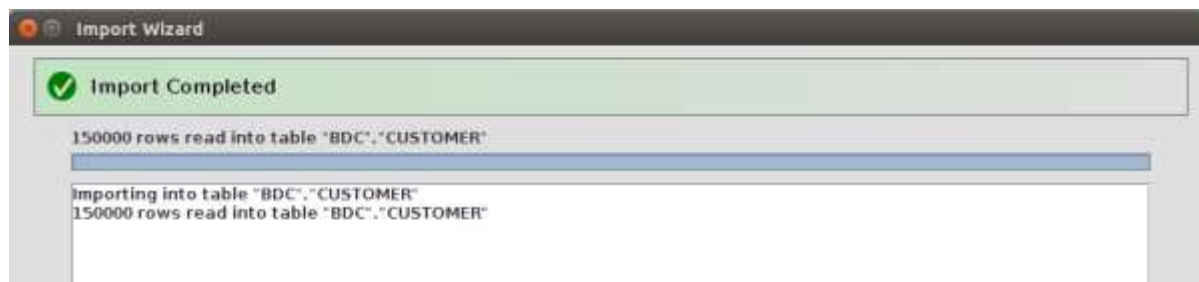 Import Wizard
Import Completed
150000 rows read into table "BDC"."CUSTOMER"
Importing into table "BDC"."CUSTOMER"
150000 rows read into table "BDC"."CUSTOMER"